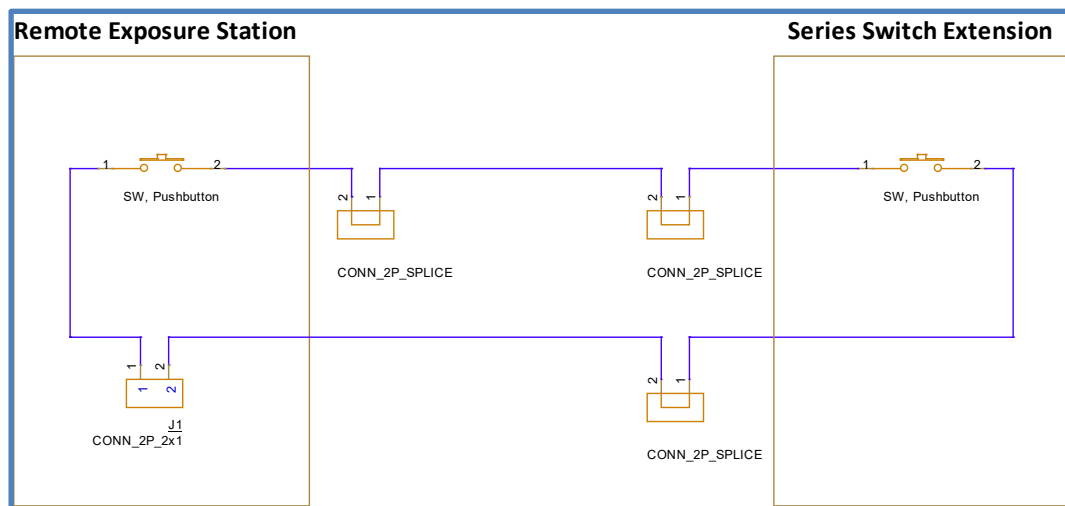 Remote Exposure Station
Series Switch Extension
1
2
SW, Pushbutton
2
1
CONN_2P_SPLICE
2
1
CONN_2P_SPLICE
1
2
SW, Pushbutton
1
2
1
2
J1
CONN_2P_2x1
2
1
CONN_2P_SPLICE